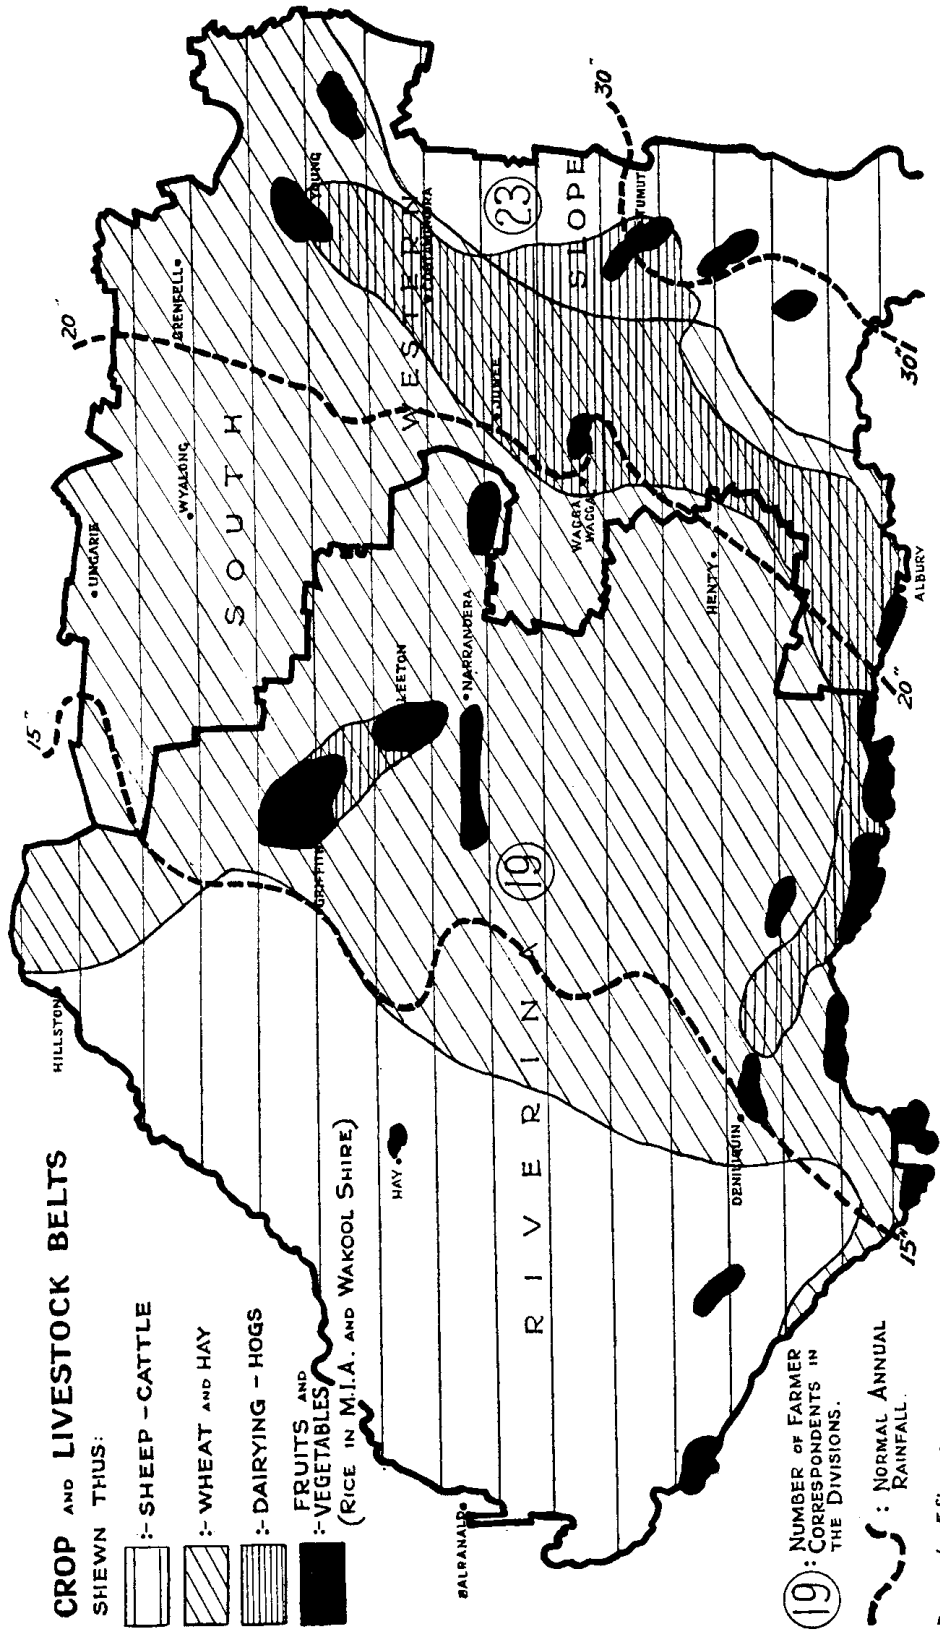 CROP AND LIVESTOCK BELTS
SHEWN THUS:
:- SHEEP - CATTLE
:- WHEAT AND HAY
:- DAIRYING - HOGS
FRUITS AND
:- VEGETABLES
(RICE IN M.I.A. AND WAKOOL SHIRE)
19 : NUMBER OF FARMER
CORRESPONDENTS IN
THE DIVISIONS.
: NORMAL ANNUAL
RAINFALL.
BALRANALD
HAY
HILLSTON
DENILIQUIN
GRIFFITH
LEETON
NARRANDERA
UNGARIE
WYALONG
GRENFELL
YOUNG
COOTAMUNDRA
JUNEE
WAGGA
WAGGA
HENTY
ALBURY
TUMUT
RIVERINA
19
SOUTH
WESTERN
SLOPE
23
15"
20"
30"
15"
20"
30"